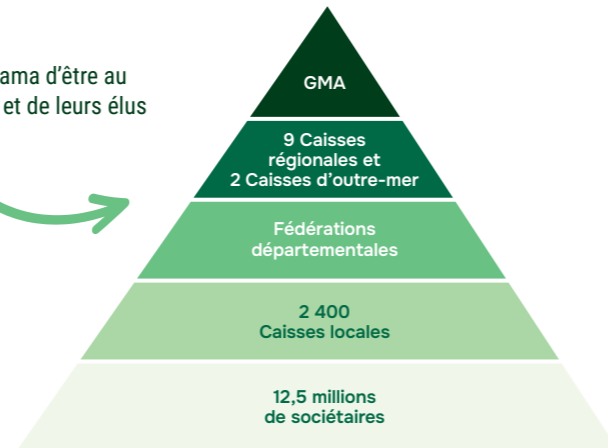 ama d'être au
et de leurs élus
GMA
9 Caisses
régionales et
2 Caisses d'outre-mer
Fédérations
départementales
2 400
Caisses locales
12,5 millions
de sociétaires